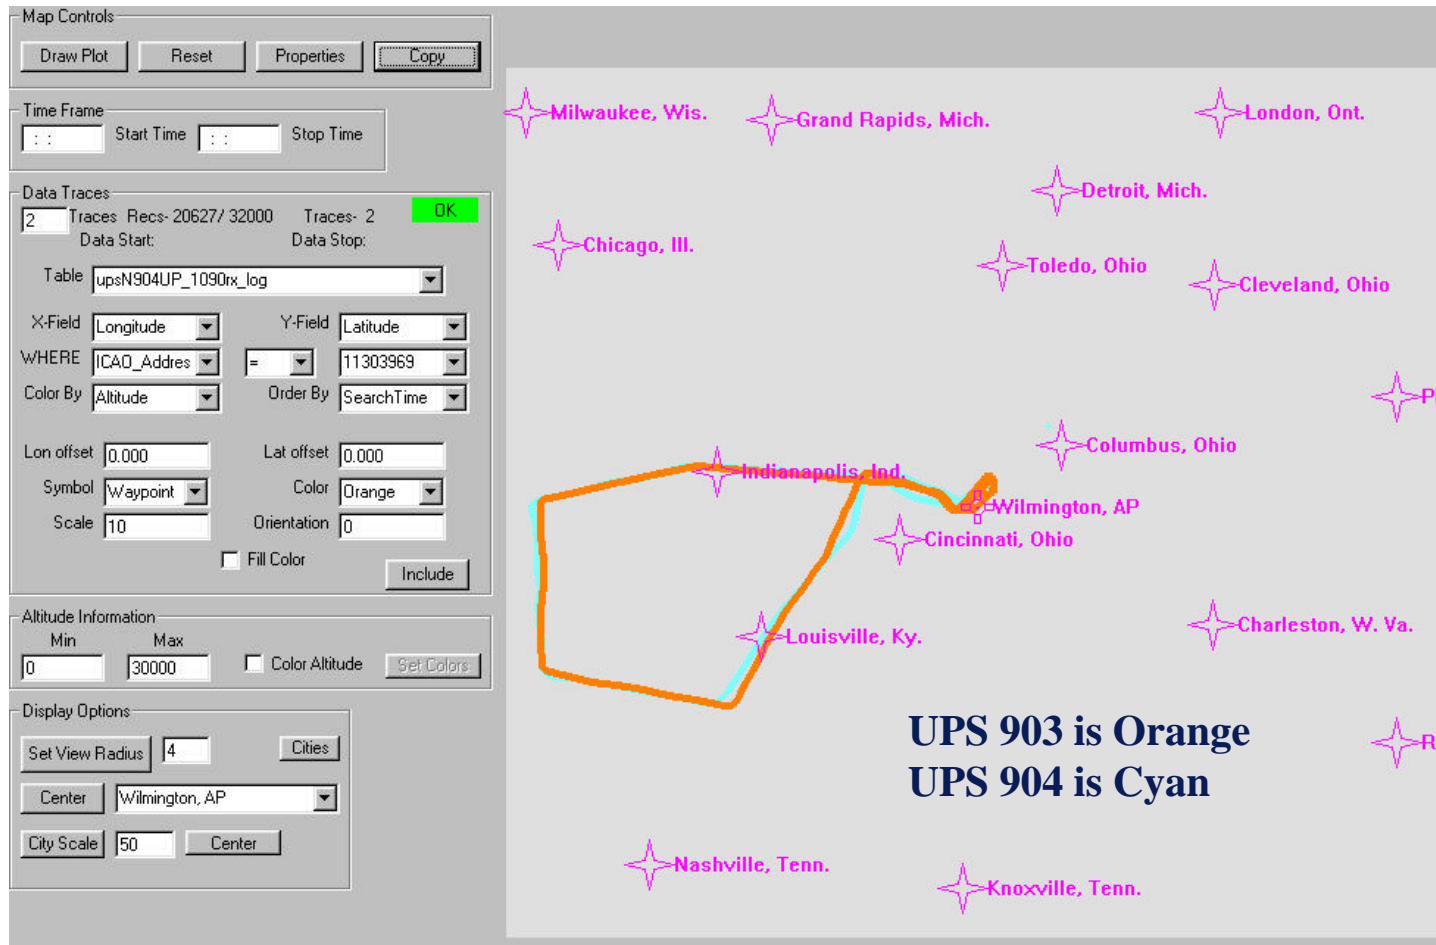 Map Controls
Draw Plot Reset Properties Copy
Time Frame
: : Start Time : : Stop Time
Data Traces
2 Traces Recs- 20627/ 32000 Traces- 2 OK
Data Start: Data Stop:
Table upsN904UP_1090rx_log
X-Field Longitude Y-Field Latitude
WHERE ICAO_Addres = 11303969
Color By Altitude Order By SearchTime
Lon offset 0.000 Lat offset 0.000
Symbol Waypoint Color Orange
Scale 10 Orientation 0
Fill Color
Include
Altitude Information
Min Max
0 30000 Color Altitude Set Colors
Display Options
Set View Radius 4 Cities
Center Wilmington, AP
City Scale 50 Center
Milwaukee, Wis.
Grand Rapids, Mich.
London, Ont.
Detroit, Mich.
Chicago, Ill.
Toledo, Ohio
Cleveland, Ohio
P
Columbus, Ohio
Indianapolis, Ind.
Wilmington, AP
Cincinnati, Ohio
Charleston, W. Va.
Louisville, Ky.
UPS 903 is Orange
R
UPS 904 is Cyan
Nashville, Tenn.
Knoxville, Tenn.